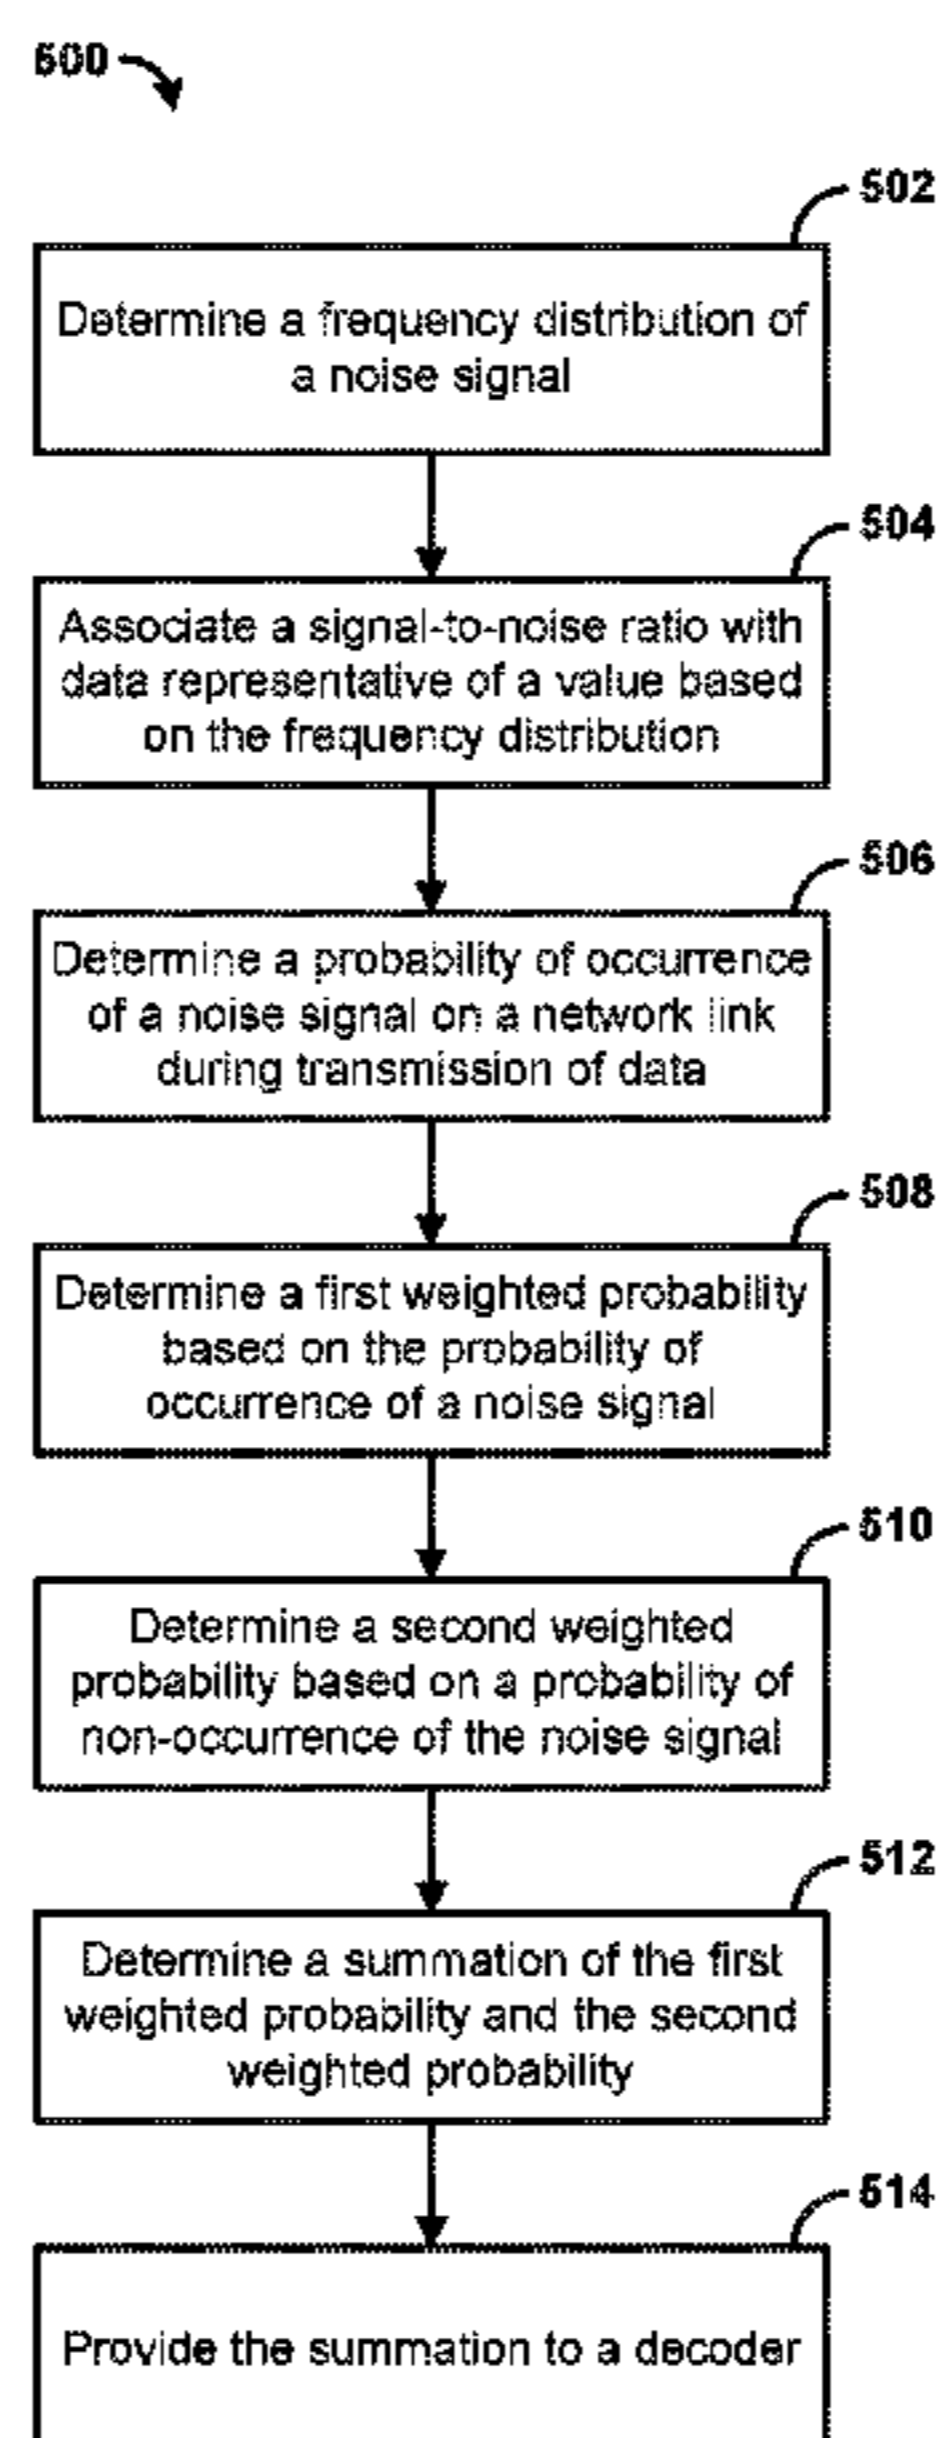 500
502
Determine a frequency distribution of
a noise signal
504
Associate a signal-to-noise ratio with
data representative of a value based
on the frequency distribution
506
Determine a probability of occurrence
of a noise signal on a network link
during transmission of data
508
Determine a first weighted probability
based on the probability of
occurrence of a noise signal
510
Determine a second weighted
probability based on a probability of
non-occurrence of the noise signal
512
Determine a summation of the first
weighted probability and the second
weighted probability
514
Provide the summation to a decoder